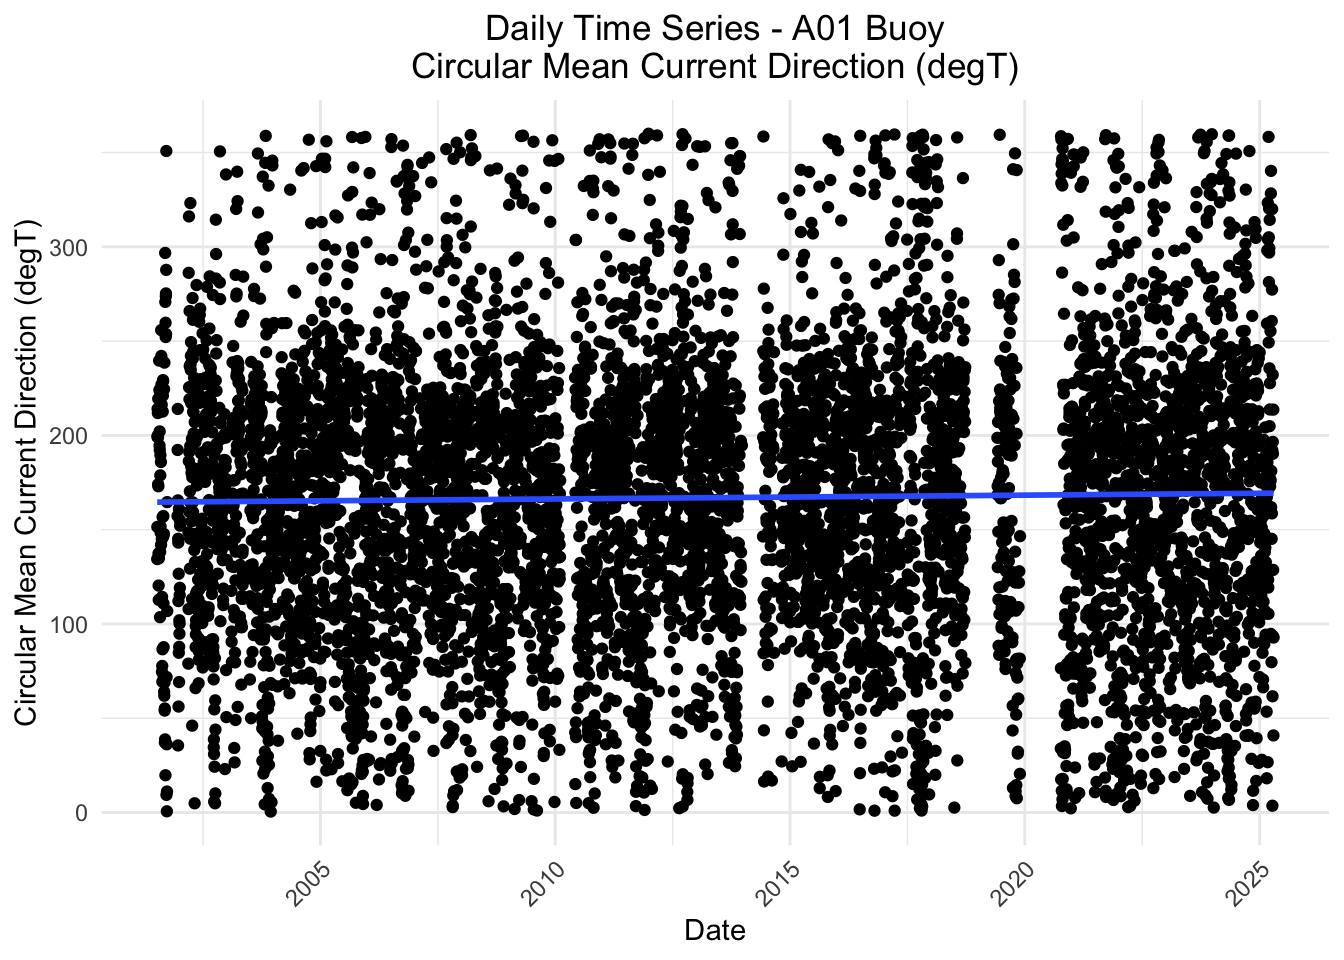 Daily Time Series - A01 Buoy
Circular Mean Current Direction (degT)
Circular Mean Current Direction (degT)
300
200
100
0
2005
2010
2015
2020
2025
Date